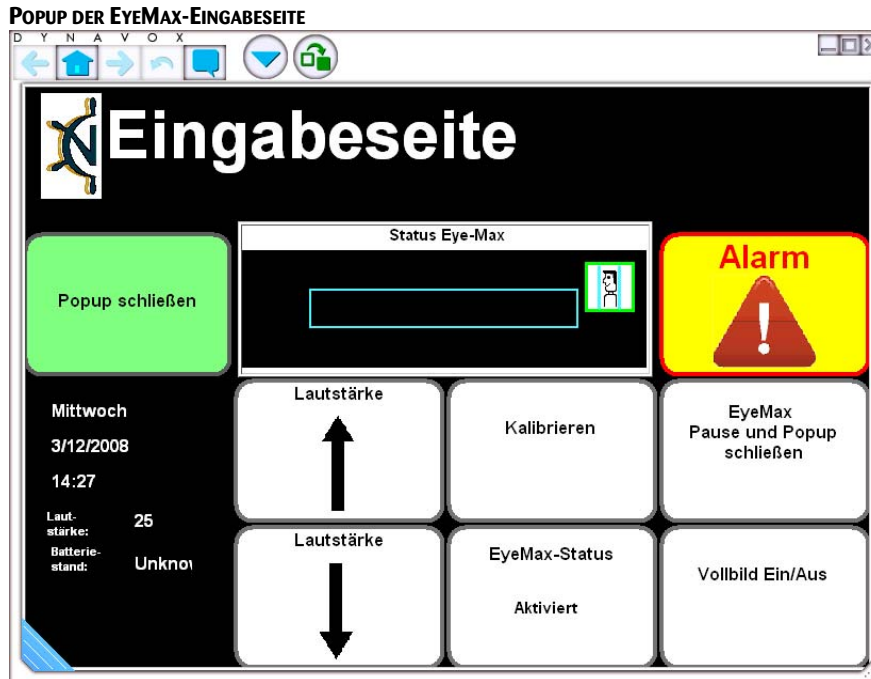 POPUP DER EYEMAX-EINGABESEITE
DYNAVOX
Eingabeseite
Status Eye-Max
Popup schließen
Alarm
Mittwoch
3/12/2008
14:27
Laut-
stärke:
25
Batterie-
stand:
Lautstärke
Kalibrieren
EyeMax
Pause und Popup
schließen
Lautstärke
EyeMax-Status
Aktiviert
Vollbild Ein/Aus